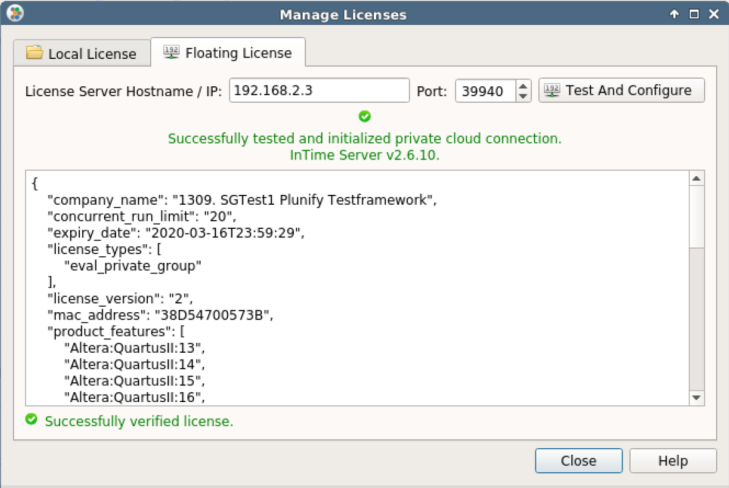 Manage Licenses
Local License
Floating License
License Server Hostname / IP: 192.168.2.3 Port: 39940 Test And Configure
Successfully tested and initialized private cloud connection.
InTime Server v2.6.10.
{
"company_name": "1309. SGTest1 Plunify Testframework",
"concurrent_run_limit": "20",
"expiry_date": "2020-03-16T23:59:29",
"license_types": [
"eval_private_group"
],
"license_version": "2",
"mac_address": "38D54700573B",
"product_features": [
"Altera:QuartusII:13",
"Altera:QuartusII:14",
"Altera:QuartusII:15",
"Altera:QuartusII:16",
Successfully verified license.
Close Help